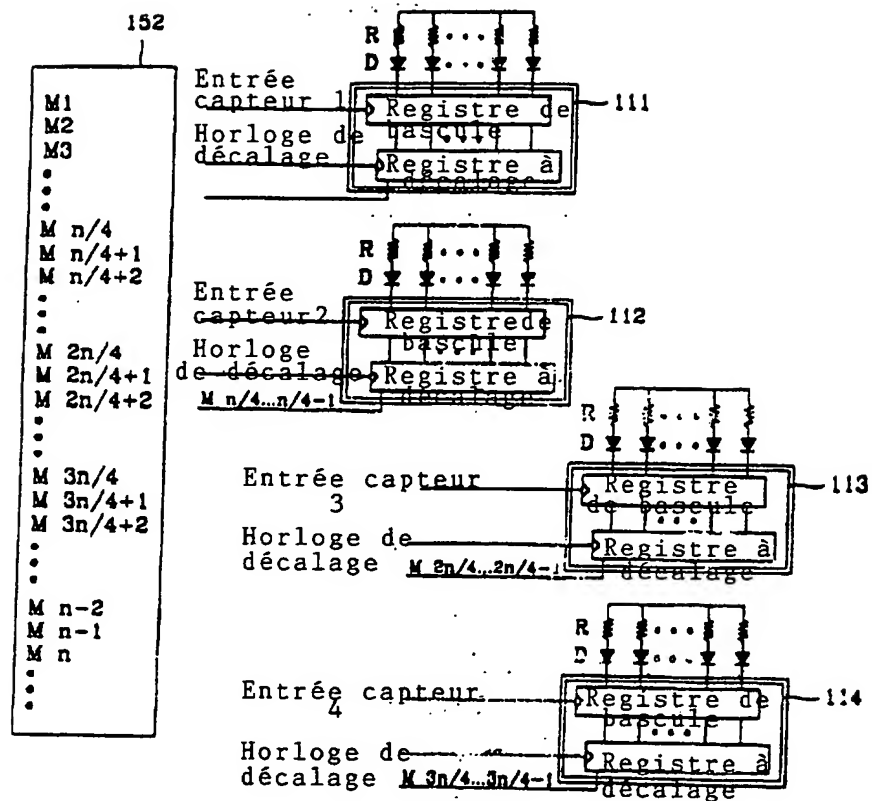 152
M1
M2
M3
M n/4
M n/4+1
M n/4+2
M 2n/4
M 2n/4+1
M 2n/4+2
M 3n/4
M 3n/4+1
M 3n/4+2
M n-2
M n-1
M n
R
D
Entrée
capteur 1
Registre de
bascule
Horloge de
décalage
Registre à
décalage
111
R
D
Entrée
capteur2
Registrede
bascule
Horloge
de décalage
Registre à
décalage
M n/4...n/4-1
112
R
D
Entrée capteur
3
Registre
de bascule
Horloge de
décalage
Registre à
décalage
M 2n/4...2n/4-1
113
R
D
Entrée capteur
4
Registre de
bascule
Horloge de
décalage
Registre à
décalage
M 3n/4...3n/4-1
114